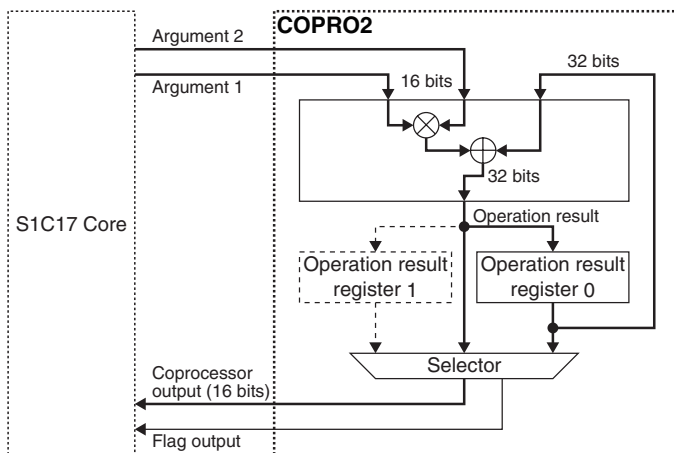 COPRO2
Argument 2
Argument 1
16 bits
32 bits
32 bits
S1C17 Core
Operation result
Operation result
register 1
Operation result
register 0
Selector
Coprocessor
output (16 bits)
Flag output